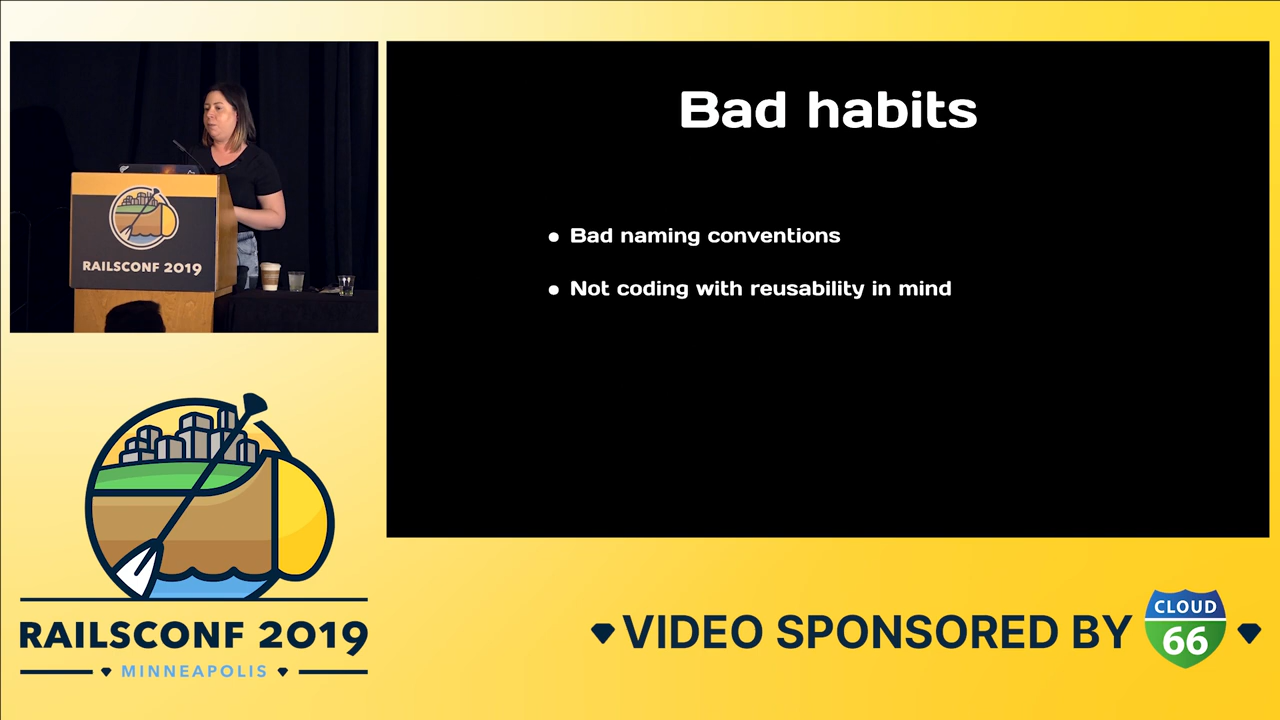 Bad habits
Bad naming conventions
Not coding with reusability in mind
RAILSCONF 2019
RAILSCONF 2019
MINNEAPOLIS
VIDEO SPONSORED BY
CLOUD
66